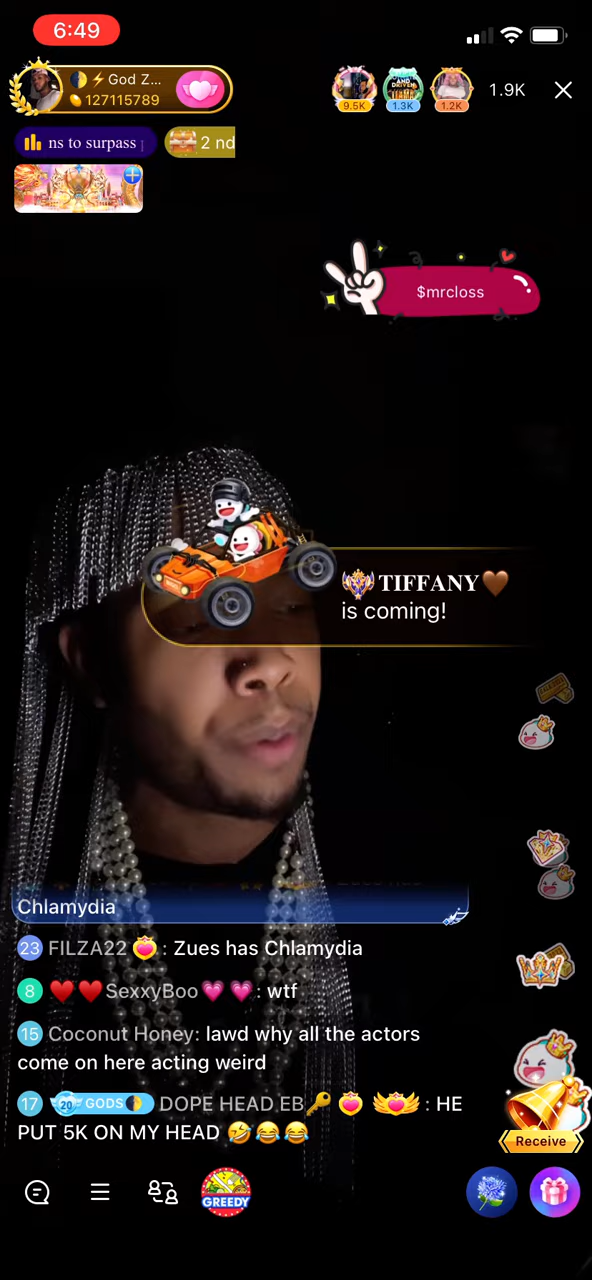 6:49
🌓⚡God Z...
127115789
9.5K
1.3K
1.2K
1.9K
ns to surpass
2 nd
$mrcloss
TIFFANY🤎
is coming!
Chlamydia
23 FILZA22 : Zues has Chlamydia
8 ❤️❤️SexxyBoo💗💗: wtf
15 Coconut Honey: lawd why all the actors
come on here acting weird
17 20 GODS🌓 DOPE HEAD EB🔑 : HE
PUT 5K ON MY HEAD 🤣😂😂
Receive
GREEDY